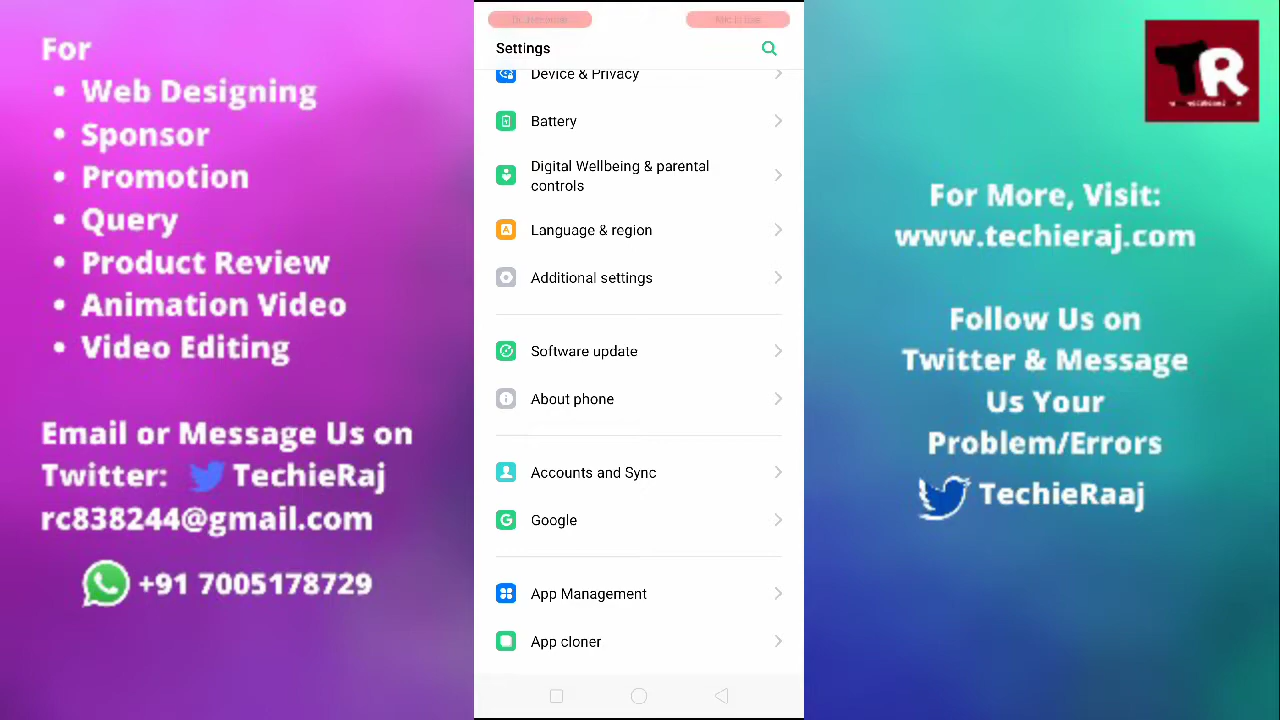 For
• Web Designing
• Sponsor
• Promotion
• Query
• Product Review
• Animation Video
• Video Editing
Email or Message Us on
Twitter: TechieRaj
rc838244@gmail.com
+91 7005178729
Settings
Device & Privacy
Battery
Digital Wellbeing & parental
controls
Language & region
Additional settings
Software update
About phone
Accounts and Sync
Google
App Management
App cloner
TR
For More, Visit:
www.techieraj.com
Follow Us on
Twitter & Message
Us Your
Problem/Errors
TechieRaaj